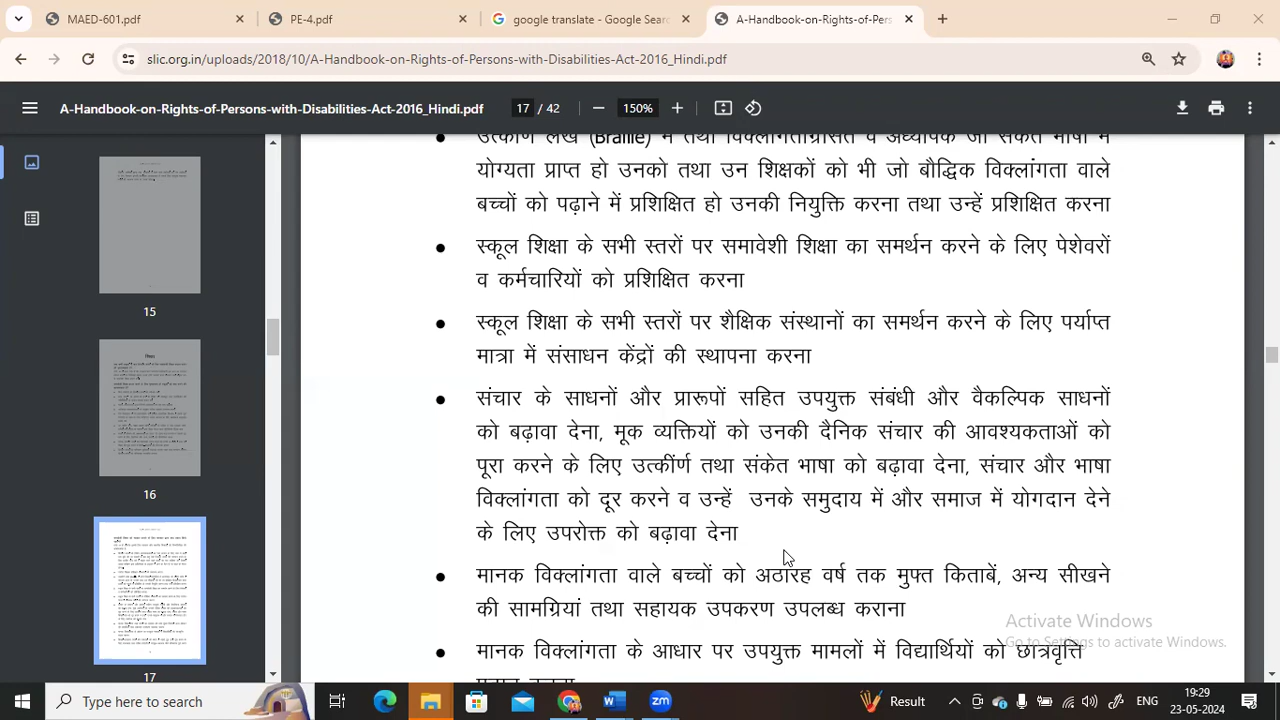 MAED-601.pdf
PE-4.pdf
google translate - Google Searc
A-Handbook-on-Rights-of-Pers
slic.org.in/uploads/2018/10/A-Handbook-on-Rights-of-Persons-with-Disabilities-Act-2016_Hindi.pdf
A-Handbook-on-Rights-of-Persons-with-Disabilities-Act-2016_Hindi.pdf
17 / 42
150%
15
16
17
उत्कीर्ण लेख (Braille) में तथा विक्लांगताग्रसित व अध्यापक जो संकेत भाषा में
योग्यता प्राप्त हो उनको तथा उन शिक्षकों को भी जो बौद्धिक विक्लांगता वाले
बच्चों को पढ़ाने में प्रशिक्षित हो उनकी नियुक्ति करना तथा उन्हें प्रशिक्षित करना
• स्कूल शिक्षा के सभी स्तरों पर समावेशी शिक्षा का समर्थन करने के लिए पेशेवरों
व कर्मचारियों को प्रशिक्षित करना
• स्कूल शिक्षा के सभी स्तरों पर शैक्षिक संस्थानों का समर्थन करने के लिए पर्याप्त
मात्रा में संसाधन केंद्रों की स्थापना करना
• संचार के साधनों और प्रारूपों सहित उपयुक्त संबंधी और वैकल्पिक साधनों
को बढ़ावा देना, मूक व्यक्तियों को उनकी दैनिक संचार की आवश्यकताओं को
पूरा करने के लिए उत्कींर्ण तथा संकेत भाषा को बढ़ावा देना, संचार और भाषा
विक्लांगता को दूर करने व उन्हें उनके समुदाय में और समाज में योगदान देने
के लिए उपरोक्त को बढ़ावा देना
• मानक विक्लांगता वाले बच्चों को अठारह वर्ष तक मुफ्त किताबें, अन्य सीखने
की सामग्रियां तथा सहायक उपकरण उपलब्ध कराना
• मानक विक्लांगता के आधार पर उपयुक्त मामलों में विद्यार्थियों को छात्रवृत्ति
Activate Windows
Go to Settings to activate Windows.
Type here to search
Result
ENG
19:29
23-05-2024